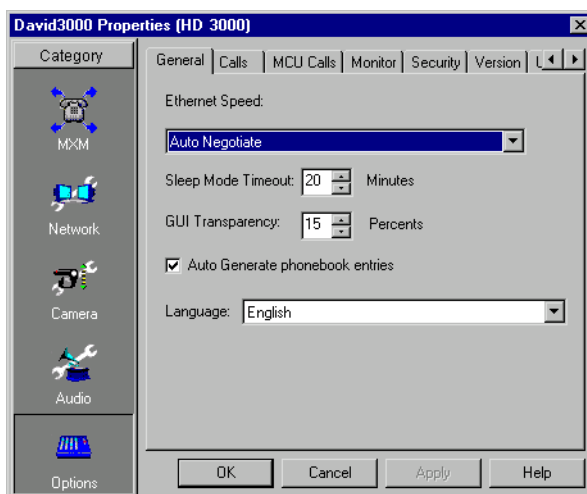 David3000 Properties (HD 3000)
Category
MXM
Network
Camera
Audio
Options
General Calls MCU Calls Monitor Security Version
Ethernet Speed:
Auto Negotiate
Sleep Mode Timeout: 20 Minutes
GUI Transparency: 15 Percents
Auto Generate phonebook entries
Language: English
OK Cancel Apply Help